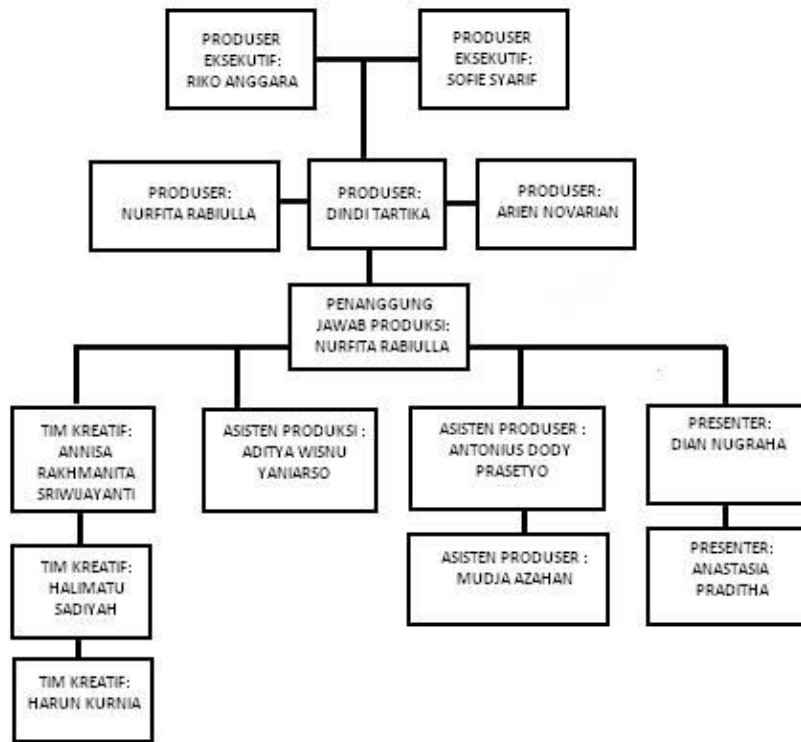 PRODUSER
EKSEKUTIF:
RIKO ANGGARA
PRODUSER
EKSEKUTIF:
SOFIE SYARIF
PRODUSER:
NURFITA RABIULLA
PRODUSER:
DINDI TARTIKA
PRODUSER:
ARIEN NOVARIAN
PENANGGUNG
JAWAB PRODUKSI:
NURFITA RABIULLA
TIM KREATIF:
ANNISA
RAKHMANITA
SRIWIJAYANTI
ASISTEN PRODUKSI :
ADITYA WISNU
YANIARSO
ASISTEN PRODUSER :
ANTONIUS DODY
PRASETYO
PRESENTER:
DIAN NUGRAHA
TIM KREATIF:
HALIMATU
SADIYAH
ASISTEN PRODUSER :
MUDJA AZAHAN
PRESENTER:
ANASTASIA
PRADITHA
TIM KREATIF:
HARUN KURNIA